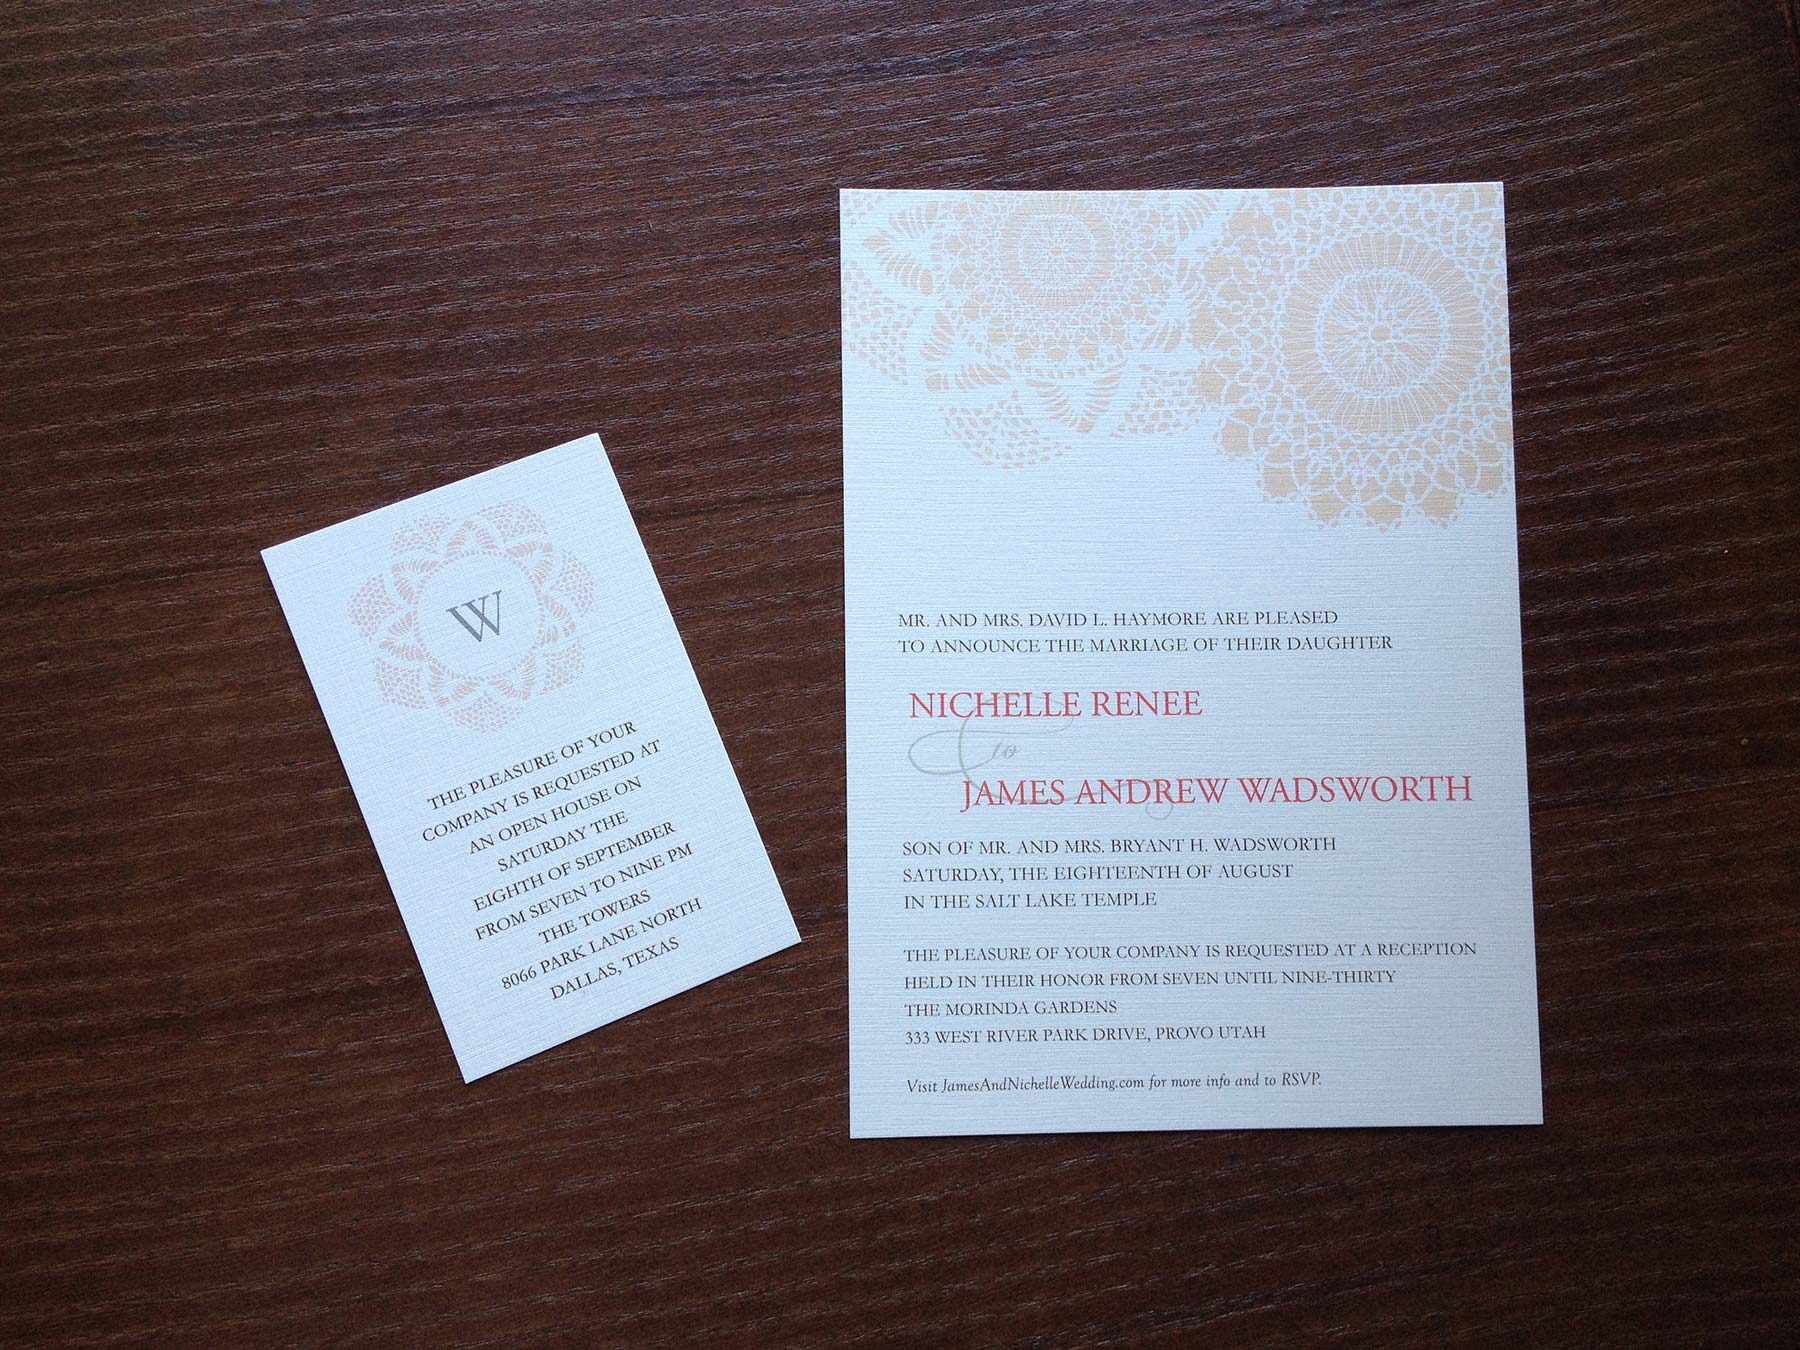 W
THE PLEASURE OF YOUR
COMPANY IS REQUESTED AT
AN OPEN HOUSE ON
SATURDAY THE
EIGHTH OF SEPTEMBER
FROM SEVEN TO NINE PM
THE TOWERS
8066 PARK LANE NORTH
DALLAS, TEXAS
MR. AND MRS. DAVID L. HAYMORE ARE PLEASED
TO ANNOUNCE THE MARRIAGE OF THEIR DAUGHTER
NICHELLE RENEE
to
JAMES ANDREW WADSWORTH
SON OF MR. AND MRS. BRYANT H. WADSWORTH
SATURDAY, THE EIGHTEENTH OF AUGUST
IN THE SALT LAKE TEMPLE
THE PLEASURE OF YOUR COMPANY IS REQUESTED AT A RECEPTION
HELD IN THEIR HONOR FROM SEVEN UNTIL NINE-THIRTY
THE MORINDA GARDENS
333 WEST RIVER PARK DRIVE, PROVO UTAH
Visit JamesAndNichelleWedding.com for more info and to RSVP.